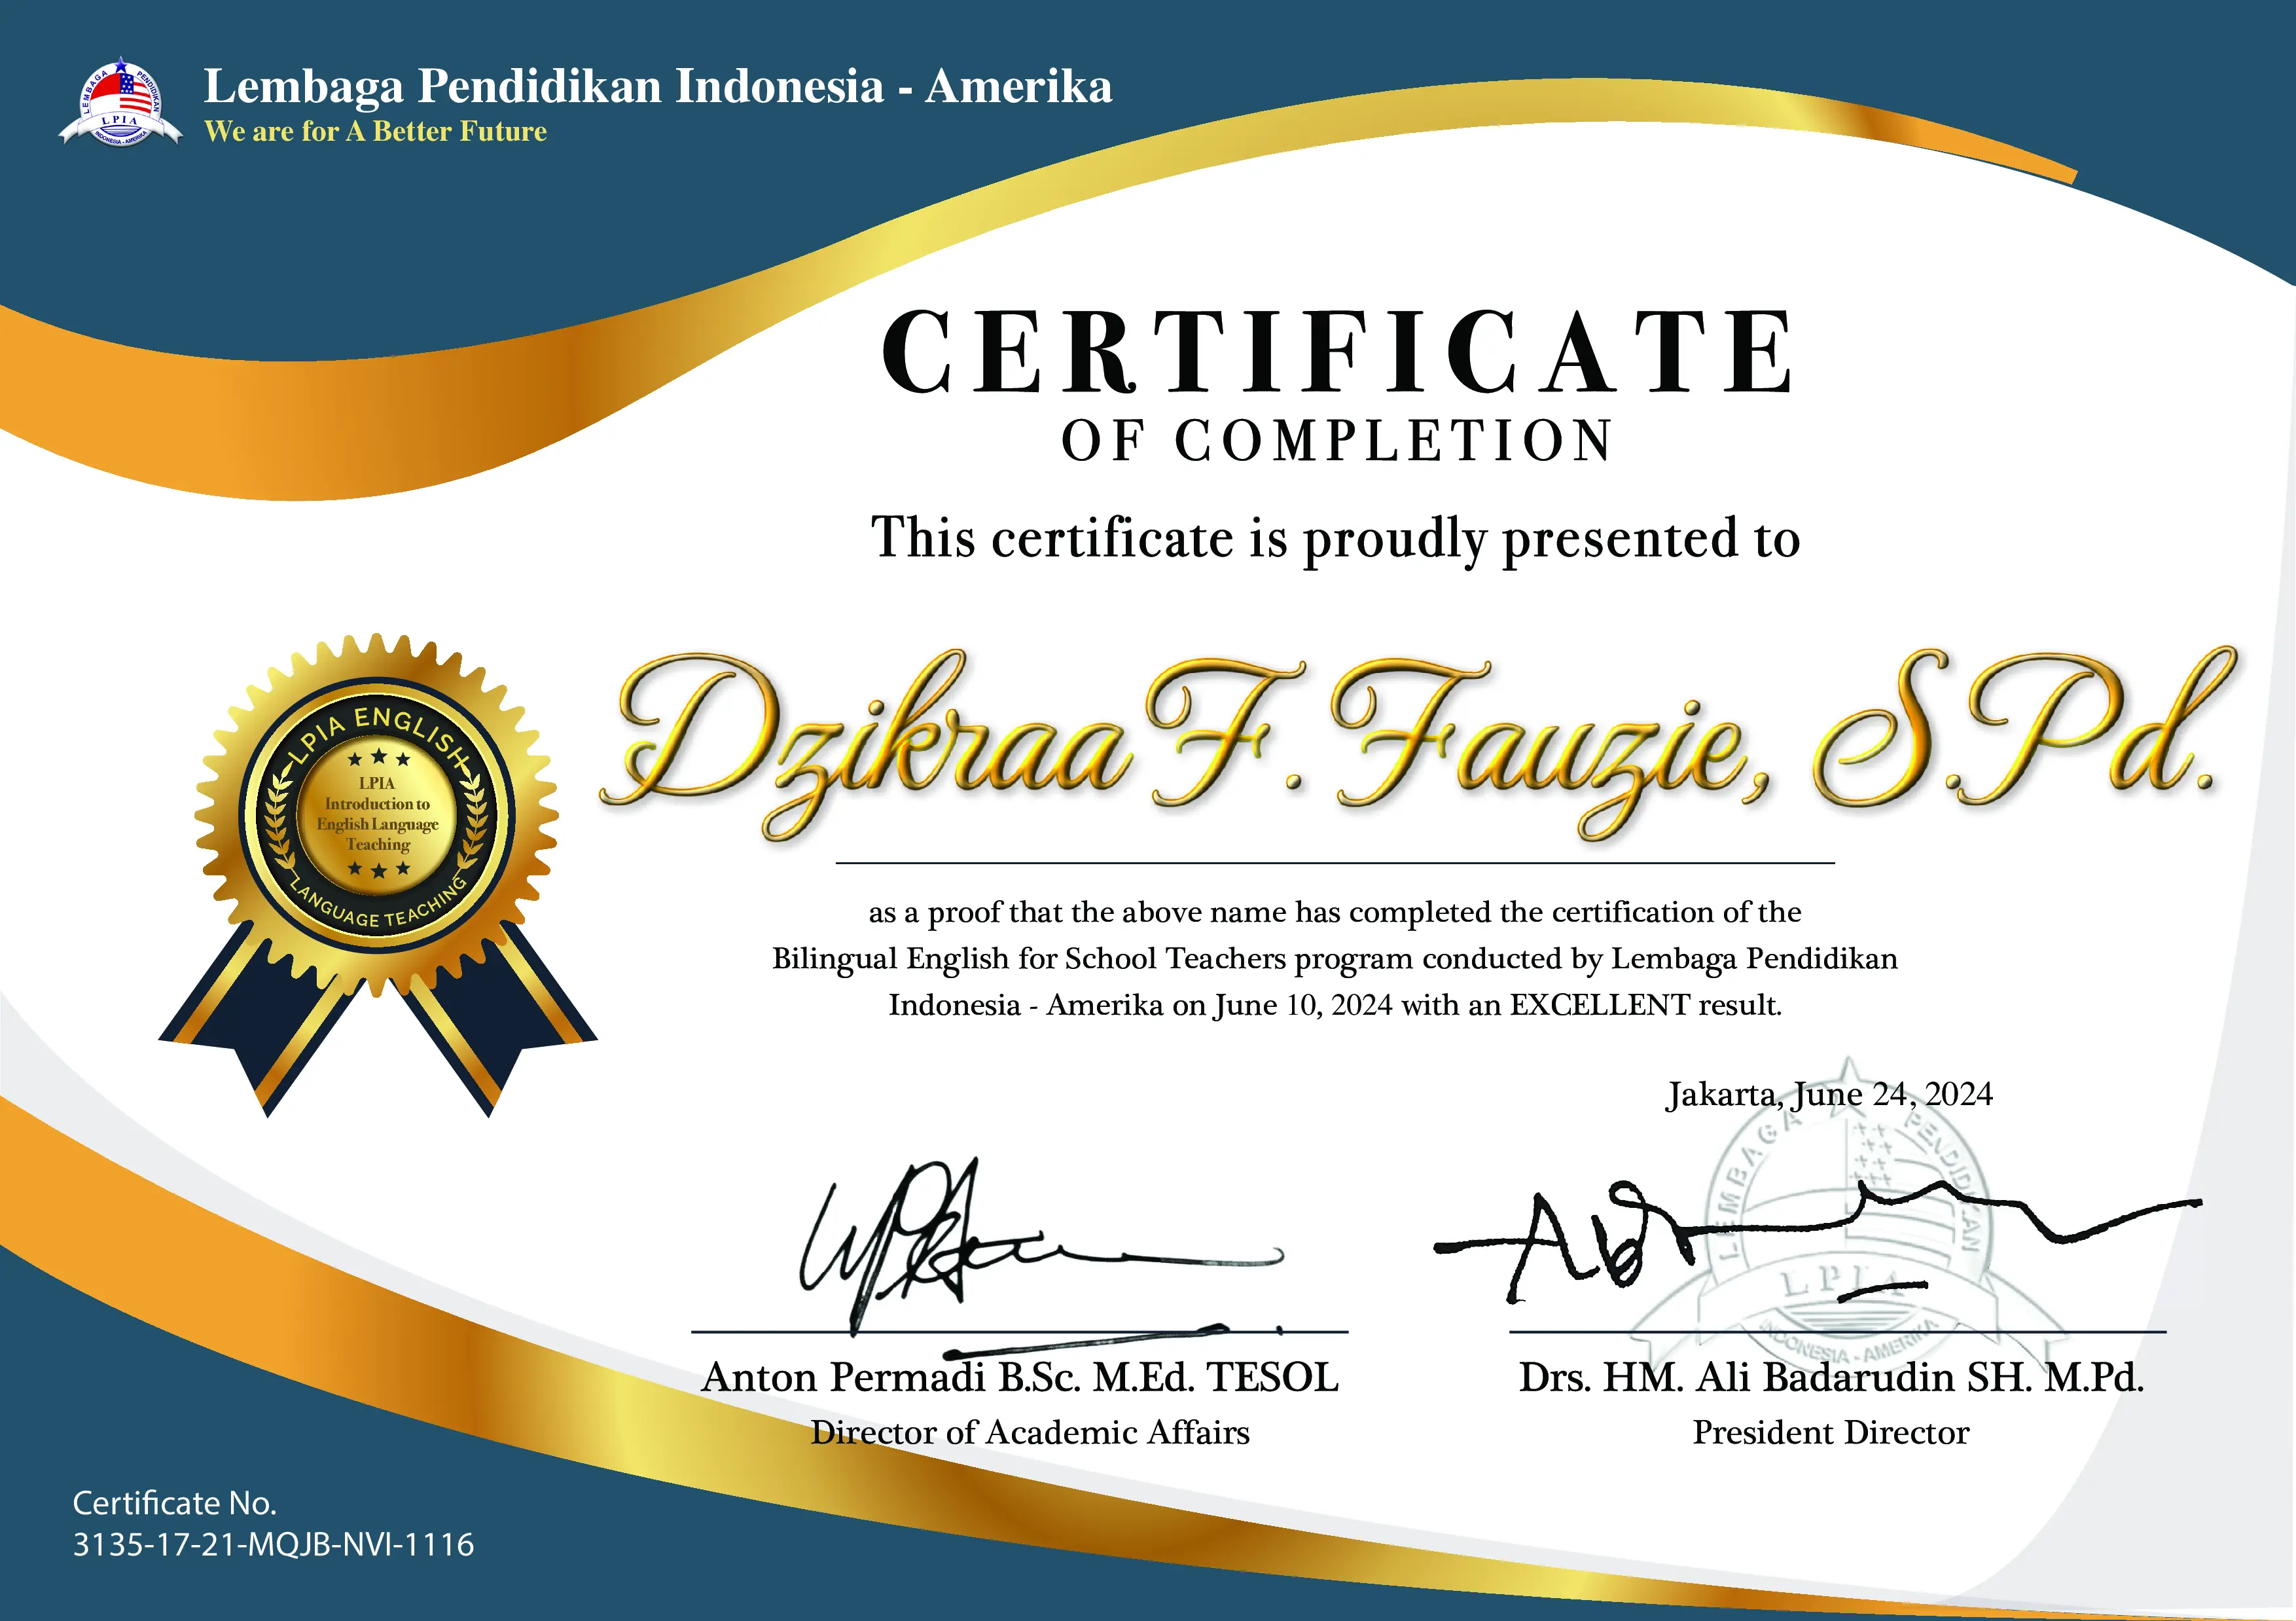 LEMBAGA PENDIDIKAN
LPIA
INDONESIA - AMERIKA
Lembaga Pendidikan Indonesia - Amerika
We are for A Better Future
CERTIFICATE
OF COMPLETION
This certificate is proudly presented to
Dzikraa F. Fauzie, S.Pd.
LPIA ENGLISH
LPIA
Introduction to
English Language
Teaching
LANGUAGE TEACHING
as a proof that the above name has completed the certification of the
Bilingual English for School Teachers program conducted by Lembaga Pendidikan
Indonesia - Amerika on June 10, 2024 with an EXCELLENT result.
Jakarta, June 24, 2024
LEMBAGA PENDIDIKAN
LPIA
INDONESIA - AMERIKA
Anton Permadi B.Sc. M.Ed. TESOL
Director of Academic Affairs
Drs. HM. Ali Badarudin SH. M.Pd.
President Director
Certificate No.
3135-17-21-MQJB-NVI-1116